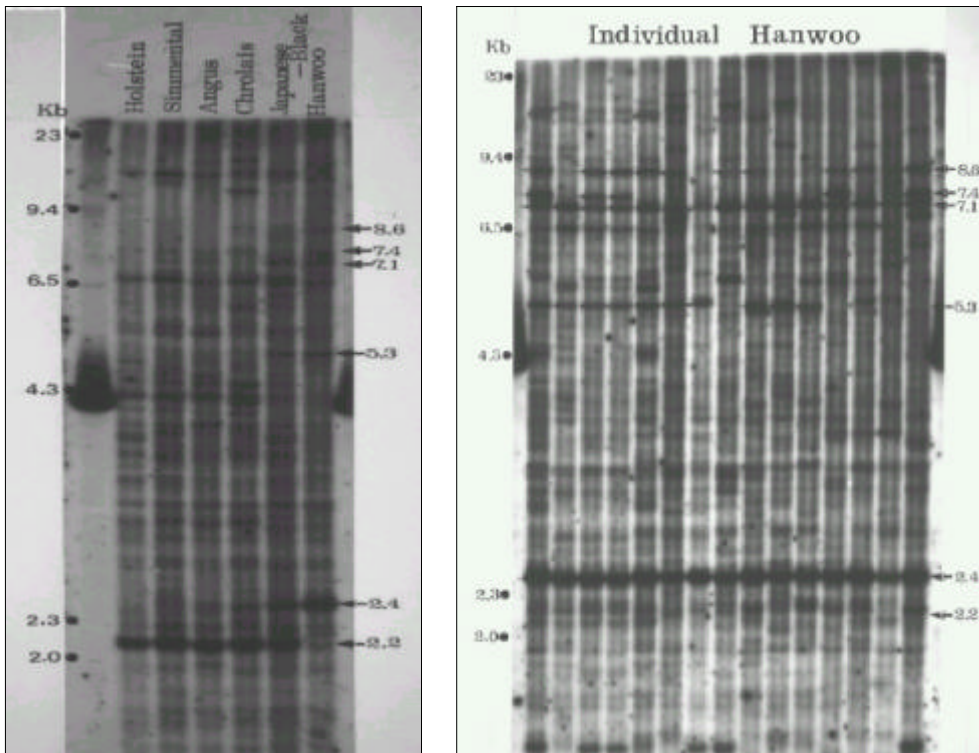 Kb
Holstein
Simmental
Angus
Chrolais
Japanese
-Black
Hanwoo
23
9.4
8.6
7.4
7.1
6.5
5.3
4.3
2.4
2.3
2.2
2.0
Individual Hanwoo
Kb
23
9.4
8.6
7.4
7.1
6.5
5.3
4.3
2.4
2.3
2.2
2.0